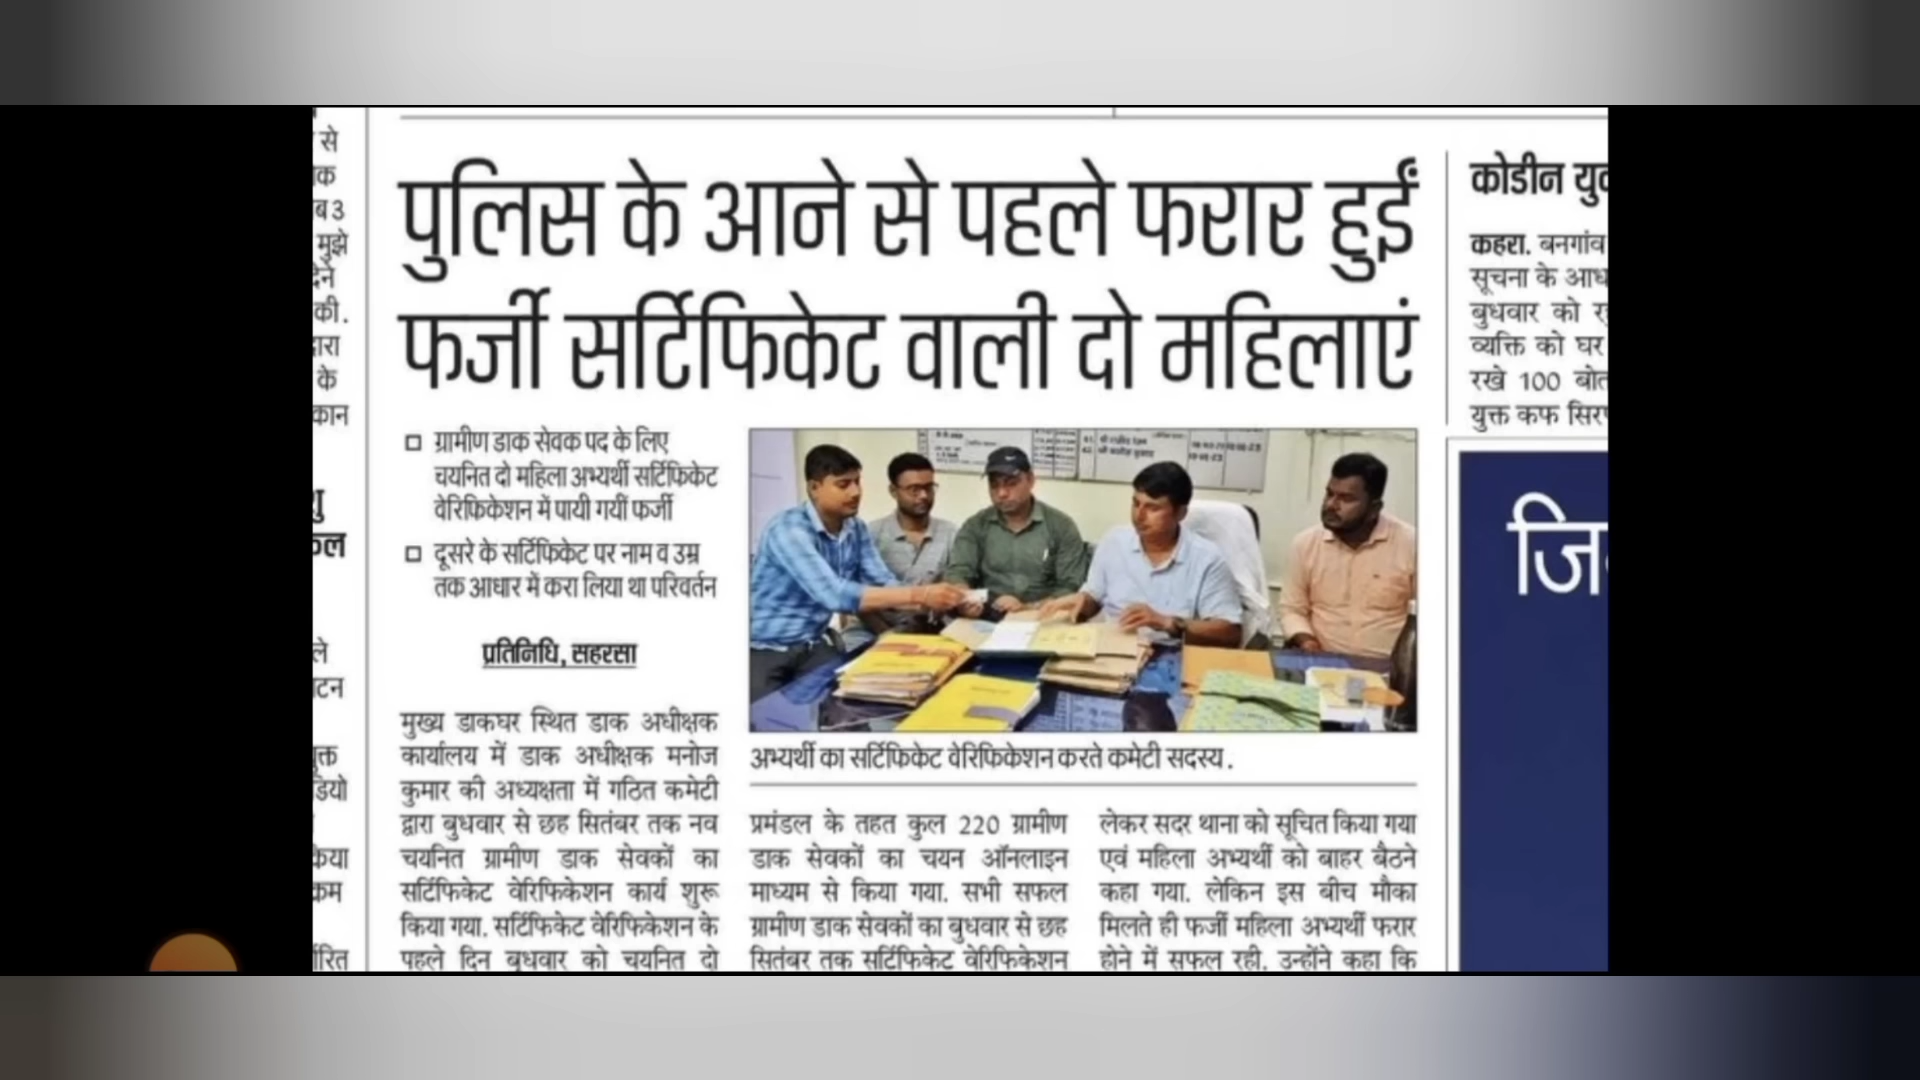 से
मुझे
की.
के
पुलिस के आने से पहले फरार हुईं
फर्जी सर्टिफिकेट वाली दो महिलाएं
ग्रामीण डाक सेवक पद के लिए
चयनित दो महिला अभ्यर्थी सर्टिफिकेट
वेरिफिकेशन में पायी गयीं फर्जी
दूसरे के सर्टिफिकेट पर नाम व उम्र
तक आधार में करा लिया था परिवर्तन
प्रतिनिधि, सहरसा
मुख्य डाकघर स्थित डाक अधीक्षक
कार्यालय में डाक अधीक्षक मनोज
कुमार की अध्यक्षता में गठित कमेटी
द्वारा बुधवार से छह सितंबर तक नव
चयनित ग्रामीण डाक सेवकों का
सर्टिफिकेट वेरिफिकेशन कार्य शुरू
किया गया. सर्टिफिकेट वेरिफिकेशन के
पहले दिन बुधवार को चयनित दो
अभ्यर्थी का सर्टिफिकेट वेरिफिकेशन करते कमेटी सदस्य.
प्रमंडल के तहत कुल 220 ग्रामीण
डाक सेवकों का चयन ऑनलाइन
माध्यम से किया गया. सभी सफल
ग्रामीण डाक सेवकों का बुधवार से छह
सितंबर तक सर्टिफिकेट वेरिफिकेशन
लेकर सदर थाना को सूचित किया गया
एवं महिला अभ्यर्थी को बाहर बैठने
कहा गया. लेकिन इस बीच मौका
मिलते ही फर्जी महिला अभ्यर्थी फरार
होने में सफल रही. उन्होंने कहा कि
कोडीन यु
कहरा. बनगांव
सूचना के आध
बुधवार को र
व्यक्ति को घर
रखे 100 बोत
युक्त कफ सिर
जि